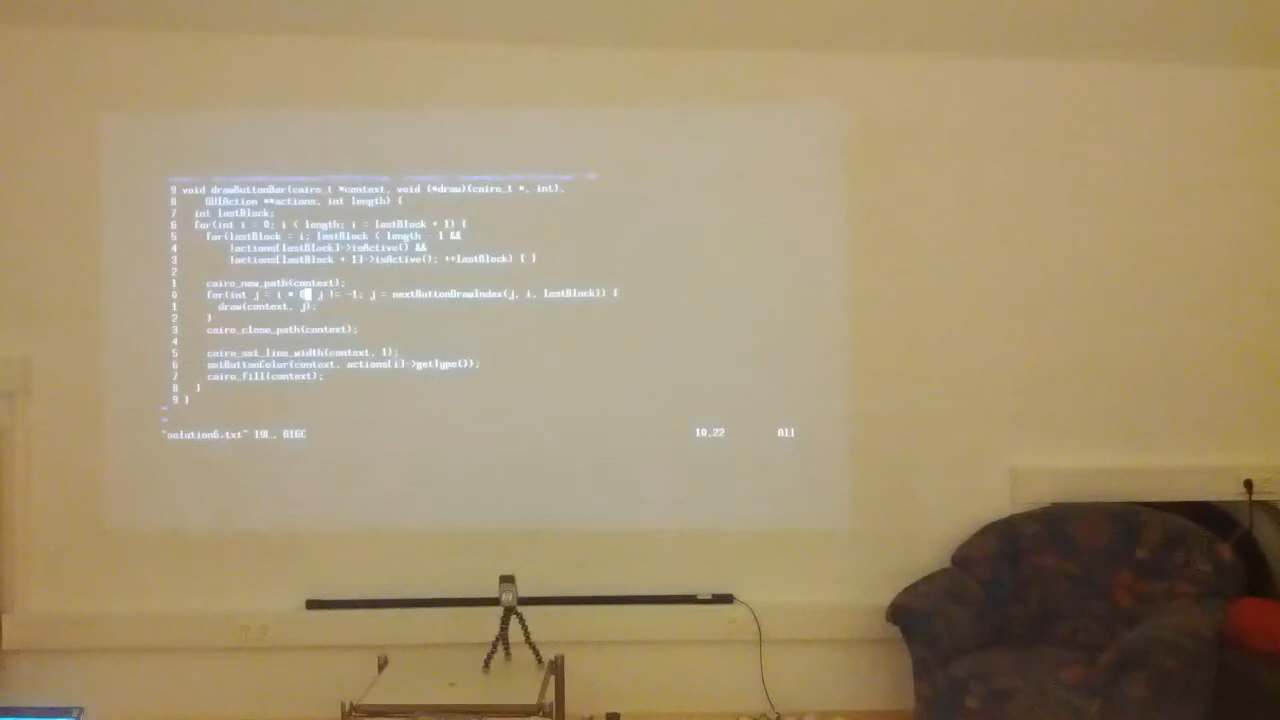 9 void drawButtonBar(cairo_t *context, void (*draw)(cairo_t *, int),
8     GUIAction **actions, int length) {
7   int lastBlock;
6   for(int i = 0; i < length; i = lastBlock + 1) {
5     for(lastBlock = i; lastBlock < length - 1 &&
4         !actions[lastBlock]->isActive() &&
3         !actions[lastBlock + 1]->isActive(); ++lastBlock) { }
2
1     cairo_new_path(context);
0     for(int j = i * 8; j != -1; j = nextButtonDrawIndex(j, i, lastBlock)) {
1       draw(context, j);
2     }
3     cairo_close_path(context);
4
5     cairo_set_line_width(context, 1);
6     setButtonColor(context, actions[i]->getType());
7     cairo_fill(context);
8   }
9 }
~
~
"solution6.txt" 19L, 616C 10,22 All